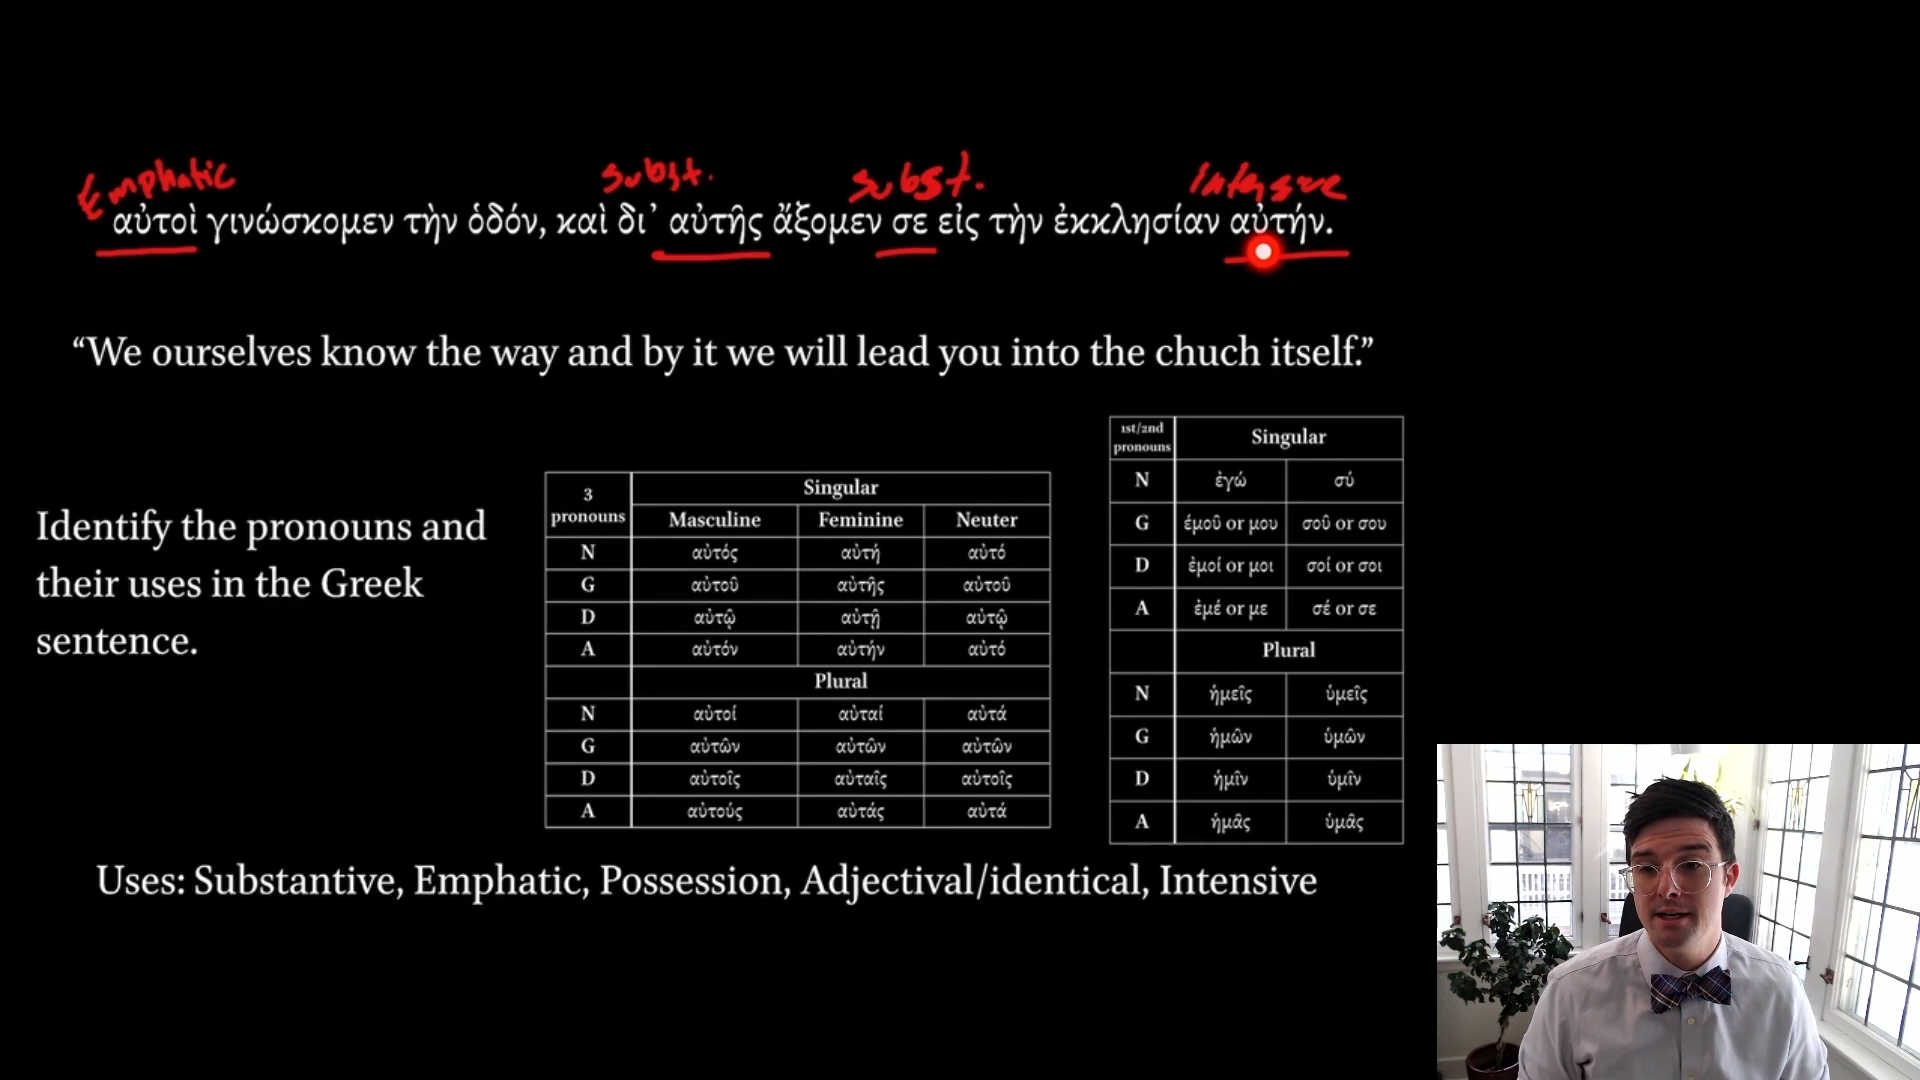 Emphatic subst. subst. Intensive
αὐτοὶ γινώσκομεν τὴν ὁδόν, καὶ δι’ αὐτῆς ἄξομεν σε εἰς τὴν ἐκκλησίαν αὐτήν.
“We ourselves know the way and by it we will lead you into the chuch itself.”
Identify the pronouns and
their uses in the Greek
sentence.
3 pronouns Singular
Masculine Feminine Neuter
N αὐτός αὐτή αὐτό
G αὐτοῦ αὐτῆς αὐτοῦ
D αὐτῷ αὐτῇ αὐτῷ
A αὐτόν αὐτήν αὐτό
Plural
N αὐτοί αὐταί αὐτά
G αὐτῶν αὐτῶν αὐτῶν
D αὐτοῖς αὐταῖς αὐτοῖς
A αὐτούς αὐτάς αὐτά
1st/2nd pronouns Singular
N ἐγώ σύ
G ἐμοῦ or μου σοῦ or σου
D ἐμοί or μοι σοί or σοι
A ἐμέ or με σέ or σε
Plural
N ἡμεῖς ὑμεῖς
G ἡμῶν ὑμῶν
D ἡμῖν ὑμῖν
A ἡμᾶς ὑμᾶς
Uses: Substantive, Emphatic, Possession, Adjectival/identical, Intensive